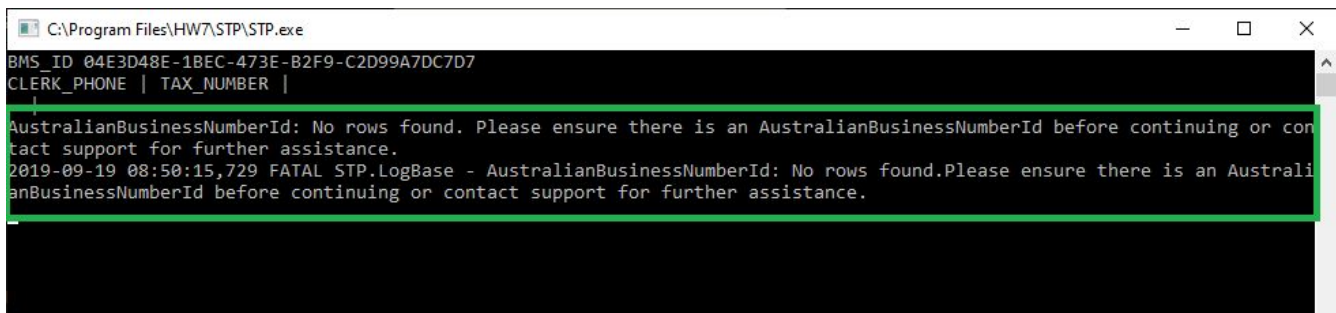 C:\Program Files\HW7\STP\STP.exe
BMS_ID 04E3D48E-1BEC-473E-B2F9-C2D99A7DC7D7
CLERK_PHONE | TAX_NUMBER |
|
AustralianBusinessNumberId: No rows found. Please ensure there is an AustralianBusinessNumberId before continuing or con
tact support for further assistance.
2019-09-19 08:50:15,729 FATAL STP.LogBase - AustralianBusinessNumberId: No rows found.Please ensure there is an Australi
anBusinessNumberId before continuing or contact support for further assistance.